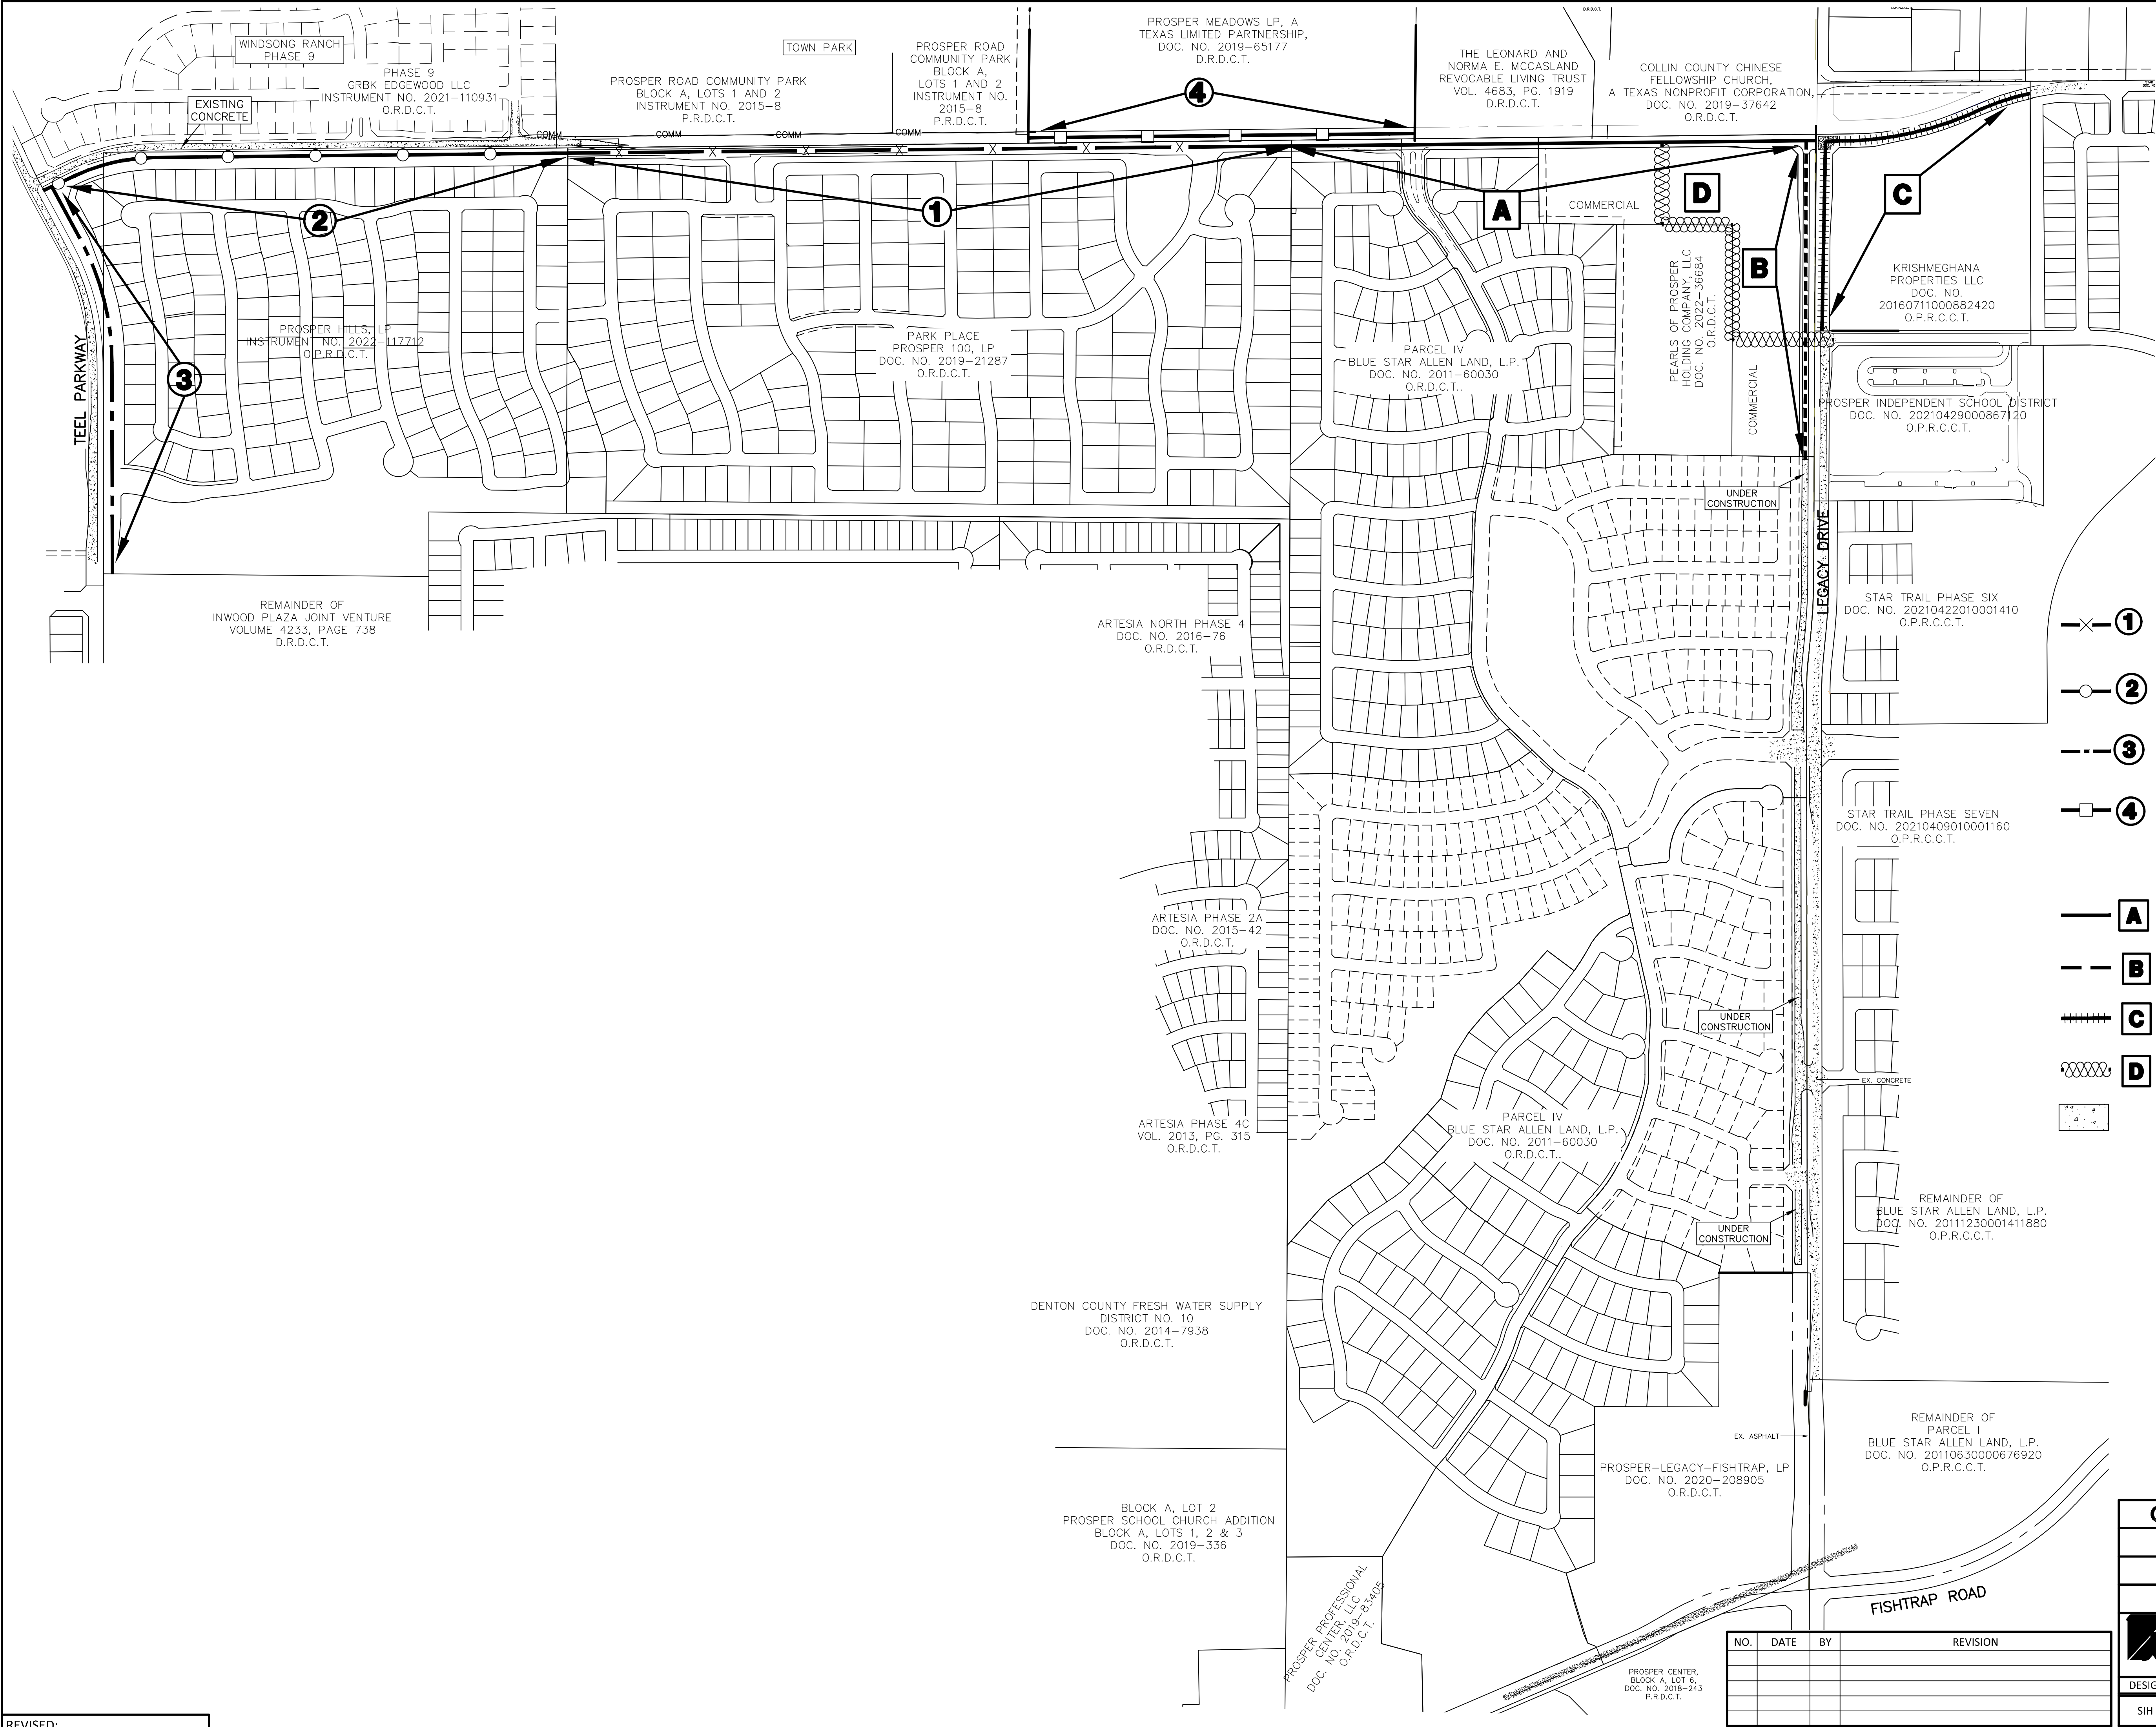 WINDSONG RANCH
PHASE 9
PHASE 9
GRBK EDGEWOOD LLC
INSTRUMENT NO. 2021-110931
O.R.D.C.T.
EXISTING
CONCRETE
TOWN PARK
PROSPER ROAD COMMUNITY PARK
BLOCK A, LOTS 1 AND 2
INSTRUMENT NO. 2015-8
P.R.D.C.T.
PROSPER ROAD
COMMUNITY PARK
BLOCK A,
LOTS 1 AND 2
INSTRUMENT NO.
2015-8
P.R.D.C.T.
PROSPER MEADOWS LP, A
TEXAS LIMITED PARTNERSHIP,
DOC. NO. 2019-65177
D.R.D.C.T.
D.R.D.C.T.
THE LEONARD AND
NORMA E. MCCASLAND
REVOCABLE LIVING TRUST
VOL. 4683, PG. 1919
D.R.D.C.T.
COLLIN COUNTY CHINESE
FELLOWSHIP CHURCH,
A TEXAS NONPROFIT CORPORATION,
DOC. NO. 2019-37642
O.R.D.C.T.
4
COMM
COMM
COMM
COMM
2
1
A
D
C
B
3
COMMERCIAL
PEARLS OF PROSPER
HOLDING COMPANY, LLC
DOC. NO. 2022-36684
O.R.D.C.T.
COMMERCIAL
KRISHMEGHANA
PROPERTIES LLC
DOC. NO.
20160711000882420
O.P.R.C.C.T.
TEEL PARKWAY
PROSPER HILLS, LP
INSTRUMENT NO. 2022-117712
O.P.R.D.C.T.
PARK PLACE
PROSPER 100, LP
DOC. NO. 2019-21287
O.R.D.C.T.
PARCEL IV
BLUE STAR ALLEN LAND, L.P.
DOC. NO. 2011-60030
O.R.D.C.T..
PROSPER INDEPENDENT SCHOOL DISTRICT
DOC. NO. 20210429000867120
O.P.R.C.C.T.
UNDER
CONSTRUCTION
LEGACY DRIVE
REMAINDER OF
INWOOD PLAZA JOINT VENTURE
VOLUME 4233, PAGE 738
D.R.D.C.T.
ARTESIA NORTH PHASE 4
DOC. NO. 2016-76
O.R.D.C.T.
STAR TRAIL PHASE SIX
DOC. NO. 20210422010001410
O.P.R.C.C.T.
1
2
3
4
STAR TRAIL PHASE SEVEN
DOC. NO. 20210409010001160
O.P.R.C.C.T.
A
B
C
D
ARTESIA PHASE 2A
DOC. NO. 2015-42
O.R.D.C.T.
UNDER
CONSTRUCTION
EX. CONCRETE
ARTESIA PHASE 4C
VOL. 2013, PG. 315
O.R.D.C.T.
PARCEL IV
BLUE STAR ALLEN LAND, L.P.
DOC. NO. 2011-60030
O.R.D.C.T..
REMAINDER OF
BLUE STAR ALLEN LAND, L.P.
DOC. NO. 20111230001411880
O.P.R.C.C.T.
UNDER
CONSTRUCTION
DENTON COUNTY FRESH WATER SUPPLY
DISTRICT NO. 10
DOC. NO. 2014-7938
O.R.D.C.T.
REMAINDER OF
PARCEL I
BLUE STAR ALLEN LAND, L.P.
DOC. NO. 20110630000676920
O.P.R.C.C.T.
EX. ASPHALT
PROSPER-LEGACY-FISHTRAP, LP
DOC. NO. 2020-208905
O.R.D.C.T.
BLOCK A, LOT 2
PROSPER SCHOOL CHURCH ADDITION
BLOCK A, LOTS 1, 2 & 3
DOC. NO. 2019-336
O.R.D.C.T.
PROSPER PROFESSIONAL
CENTER, LLC
DOC. NO. 2019-83405
O.R.D.C.T.
FISHTRAP ROAD
PROSPER CENTER,
BLOCK A, LOT 6,
DOC. NO. 2018-243
P.R.D.C.T.
NO. DATE BY REVISION
DESIG
SIH
REVISED: